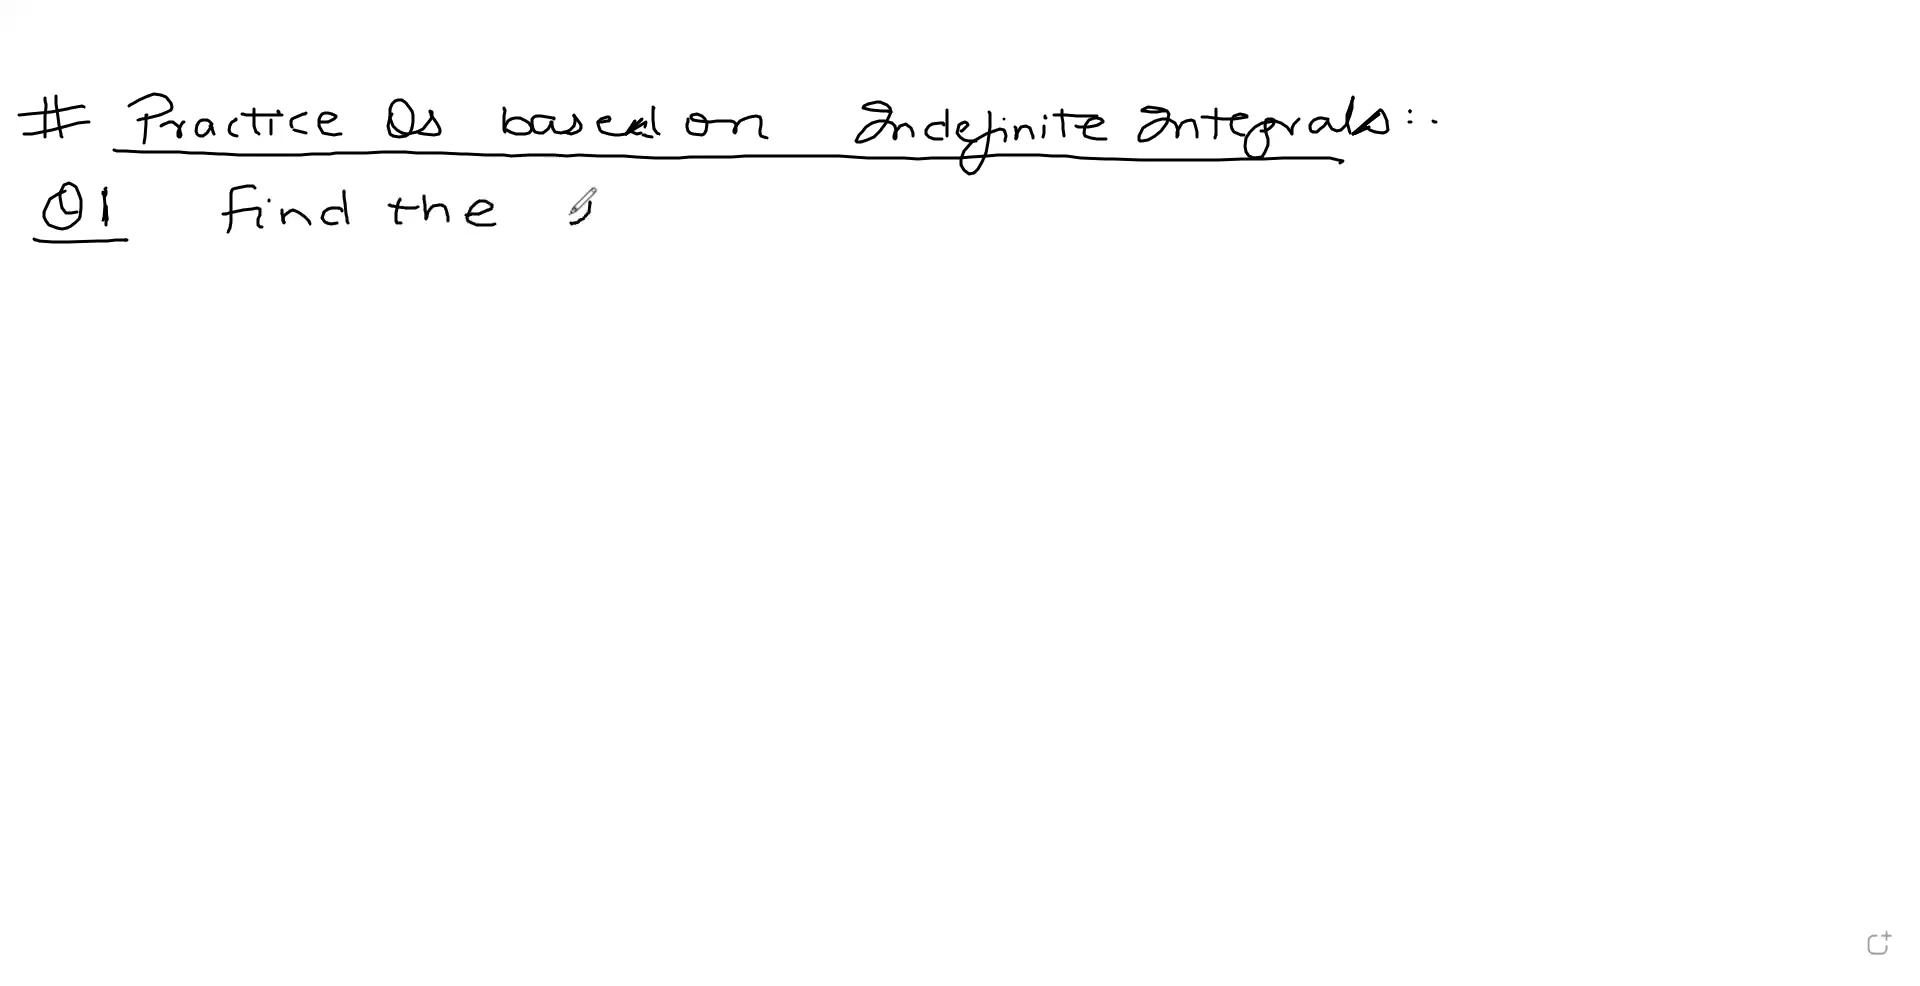 # Practice Qs based on Indefinite Integrals:.
Q1 Find the